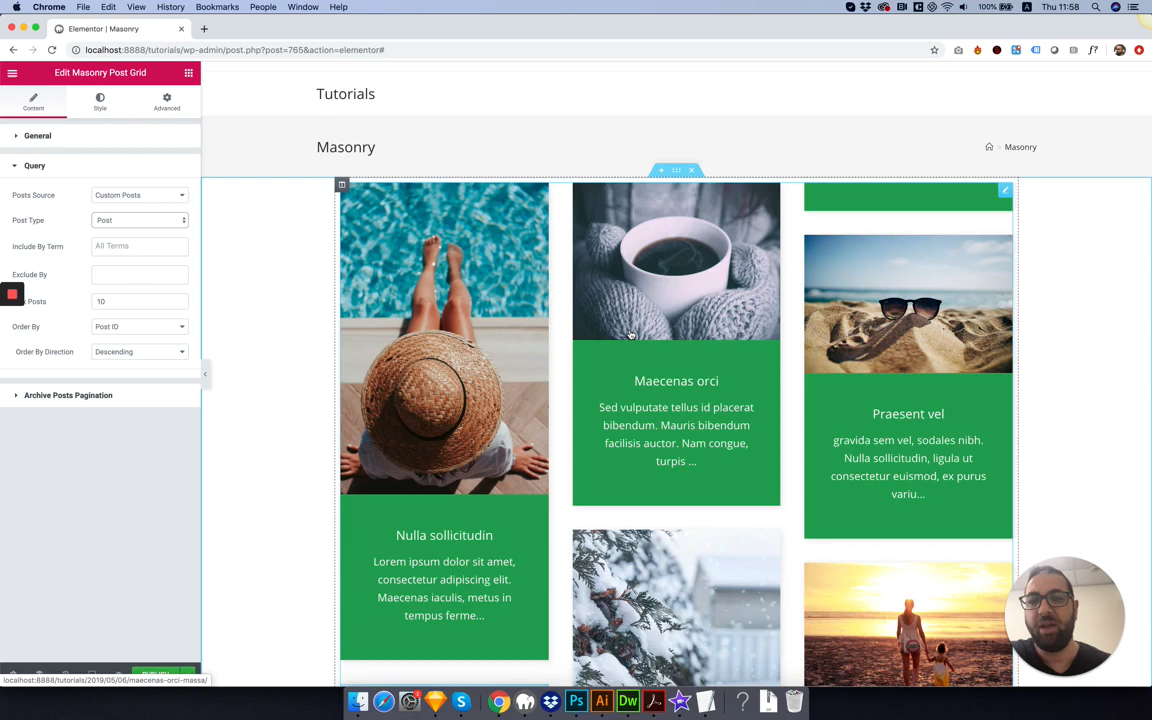 Chrome File Edit View History Bookmarks People Window Help 100% Thu 11:58
Elementor | Masonry
localhost:8888/tutorials/wp-admin/post.php?post=765&action=elementor#
f?
Edit Masonry Post Grid
Content Style Advanced
General
Query
Posts Source Custom Posts
Post Type Post
Include By Term All Terms
Exclude By
Posts 10
Order By Post ID
Order By Direction Descending
Archive Posts Pagination
localhost:8888/tutorials/2019/05/06/maecenas-orci-massa/
Tutorials
Masonry
> Masonry
Nulla sollicitudin
Lorem ipsum dolor sit amet,
consectetur adipiscing elit.
Maecenas iaculis, metus in
tempus ferme...
Maecenas orci
Sed vulputate tellus id placerat
bibendum. Mauris bibendum
facilisis auctor. Nam congue,
turpis ...
Praesent vel
gravida sem vel, sodales nibh.
Nulla sollicitudin, ligula ut
consectetur euismod, ex purus
variu...
Ps Ai Dw